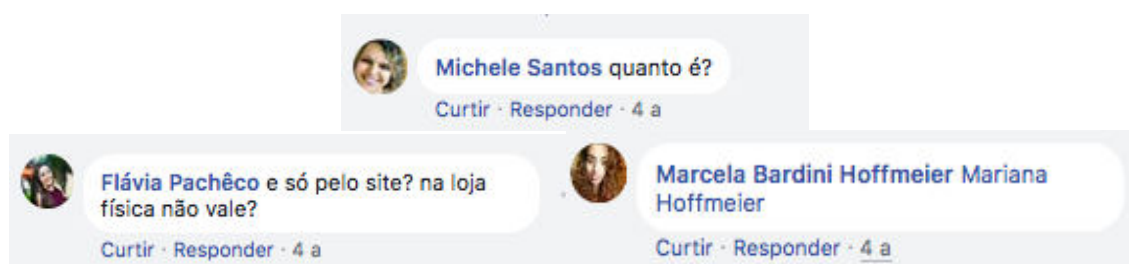 Michele Santos quanto é?
Curtir · Responder · 4 a
Flávia Pachêco e só pelo site? na loja
física não vale?
Curtir · Responder · 4 a
Marcela Bardini Hoffmeier Mariana
Hoffmeier
Curtir · Responder · 4 a